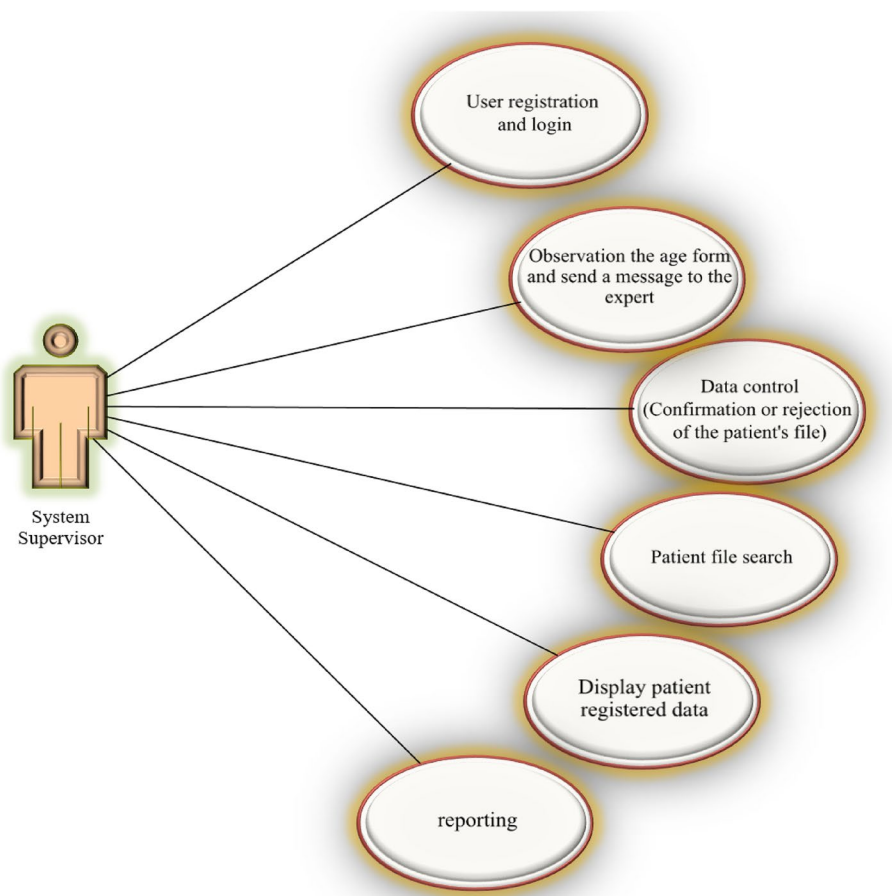 User registration
and login
Observation the age form
and send a message to the
expert
Data control
(Confirmation or rejection
of the patient's file)
System
Supervisor
Patient file search
Display patient
registered data
reporting